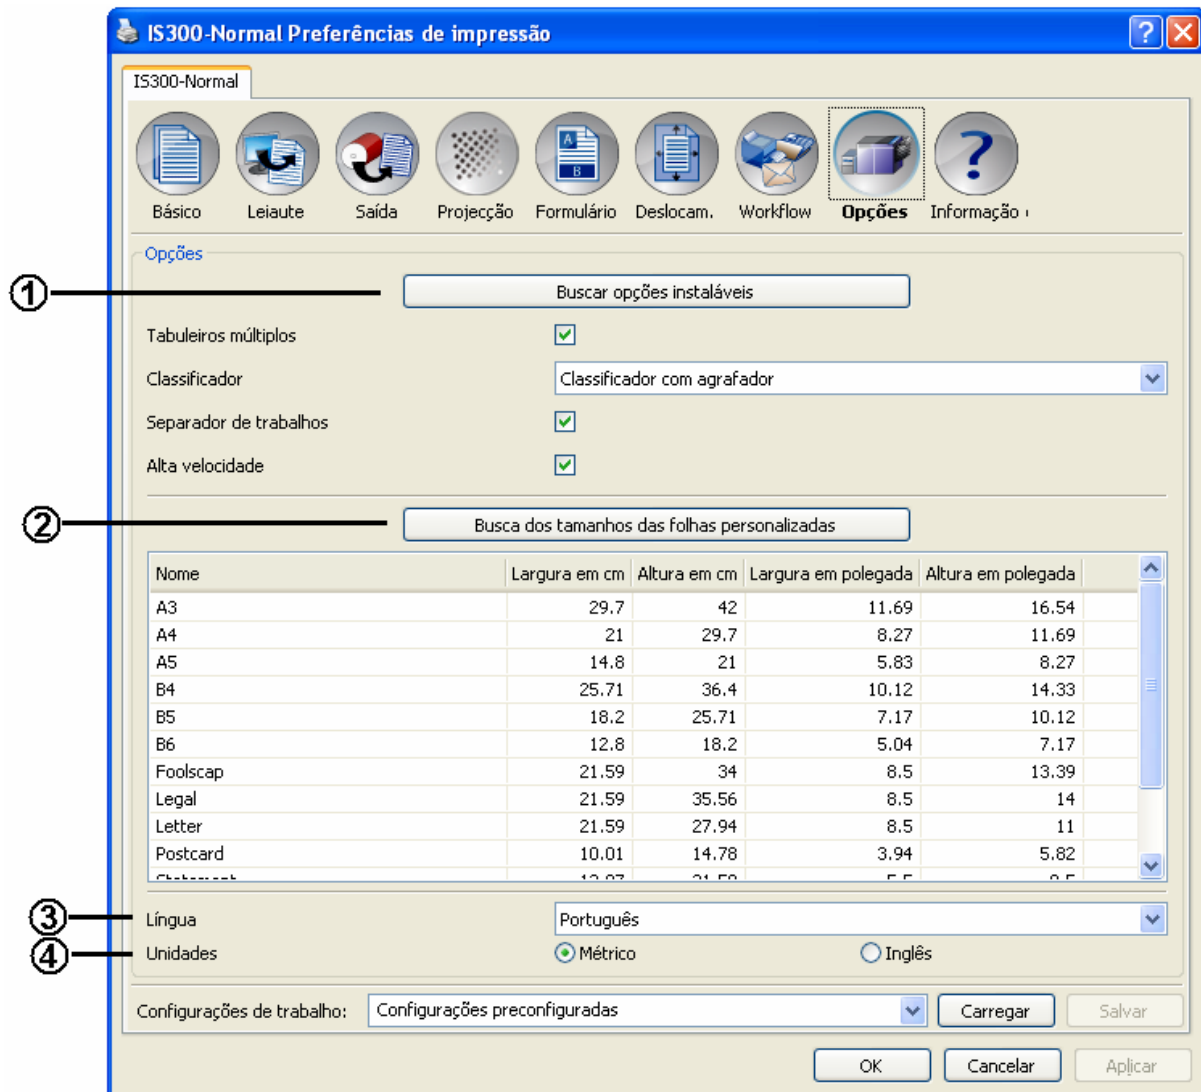 IS300-Normal Preferências de impressão
IS300-Normal
Básico Leiaute Saída Projecção Formulário Deslocam. Workflow Opções Informação
Opções
1 Buscar opções instaláveis
Tabuleiros múltiplos
Classificador Classificador com agrafador
Separador de trabalhos
Alta velocidade
2 Busca dos tamanhos das folhas personalizadas
Nome Largura em cm Altura em cm Largura em polegada Altura em polegada
A3 29.7 42 11.69 16.54
A4 21 29.7 8.27 11.69
A5 14.8 21 5.83 8.27
B4 25.71 36.4 10.12 14.33
B5 18.2 25.71 7.17 10.12
B6 12.8 18.2 5.04 7.17
Foolscap 21.59 34 8.5 13.39
Legal 21.59 35.56 8.5 14
Letter 21.59 27.94 8.5 11
Postcard 10.01 14.78 3.94 5.82
3 Língua Português
4 Unidades Métrico Inglês
Configurações de trabalho: Configurações preconfiguradas Carregar Salvar
OK Cancelar Aplicar